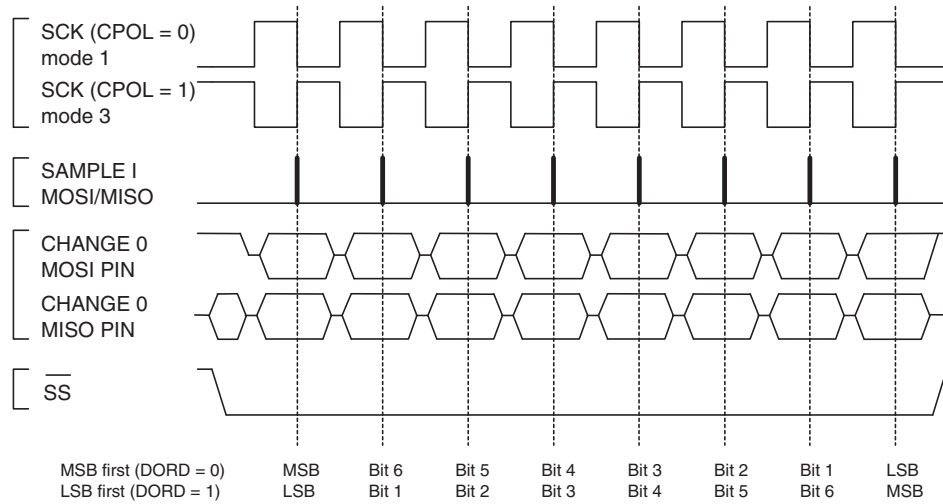 SCK (CPOL = 0)
mode 1
SCK (CPOL = 1)
mode 3
SAMPLE I
MOSI/MISO
CHANGE 0
MOSI PIN
CHANGE 0
MISO PIN
SS
MSB first (DORD = 0) MSB Bit 6 Bit 5 Bit 4 Bit 3 Bit 2 Bit 1 LSB
LSB first (DORD = 1) LSB Bit 1 Bit 2 Bit 3 Bit 4 Bit 5 Bit 6 MSB